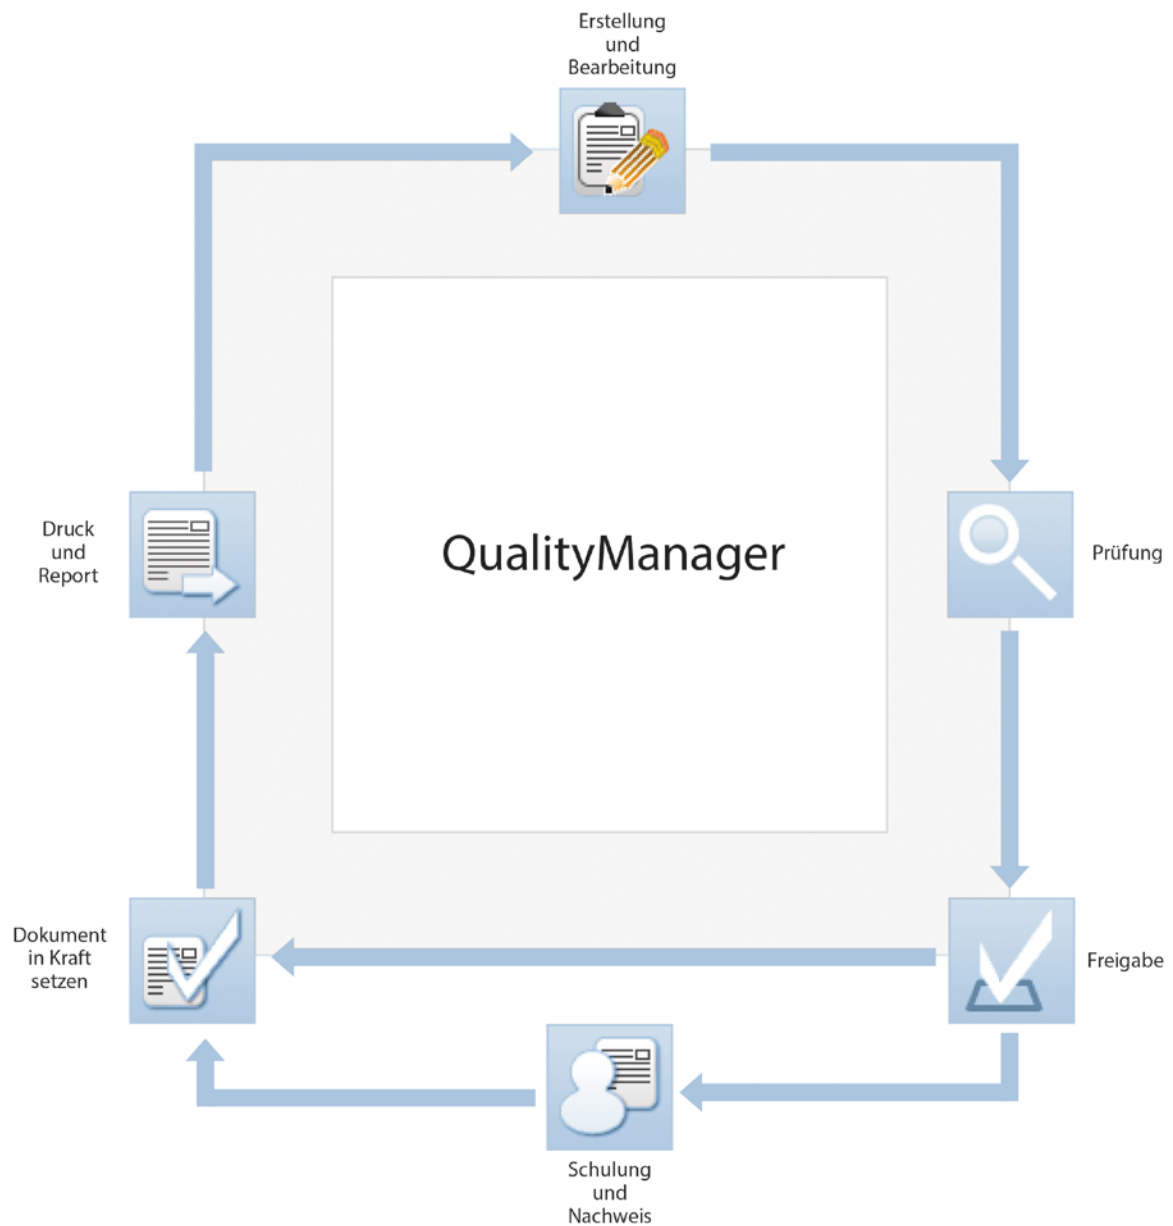 Erstellung
und
Bearbeitung
Druck
und
Report
QualityManager
Prüfung
Dokument
in Kraft
setzen
Freigabe
Schulung
und
Nachweis